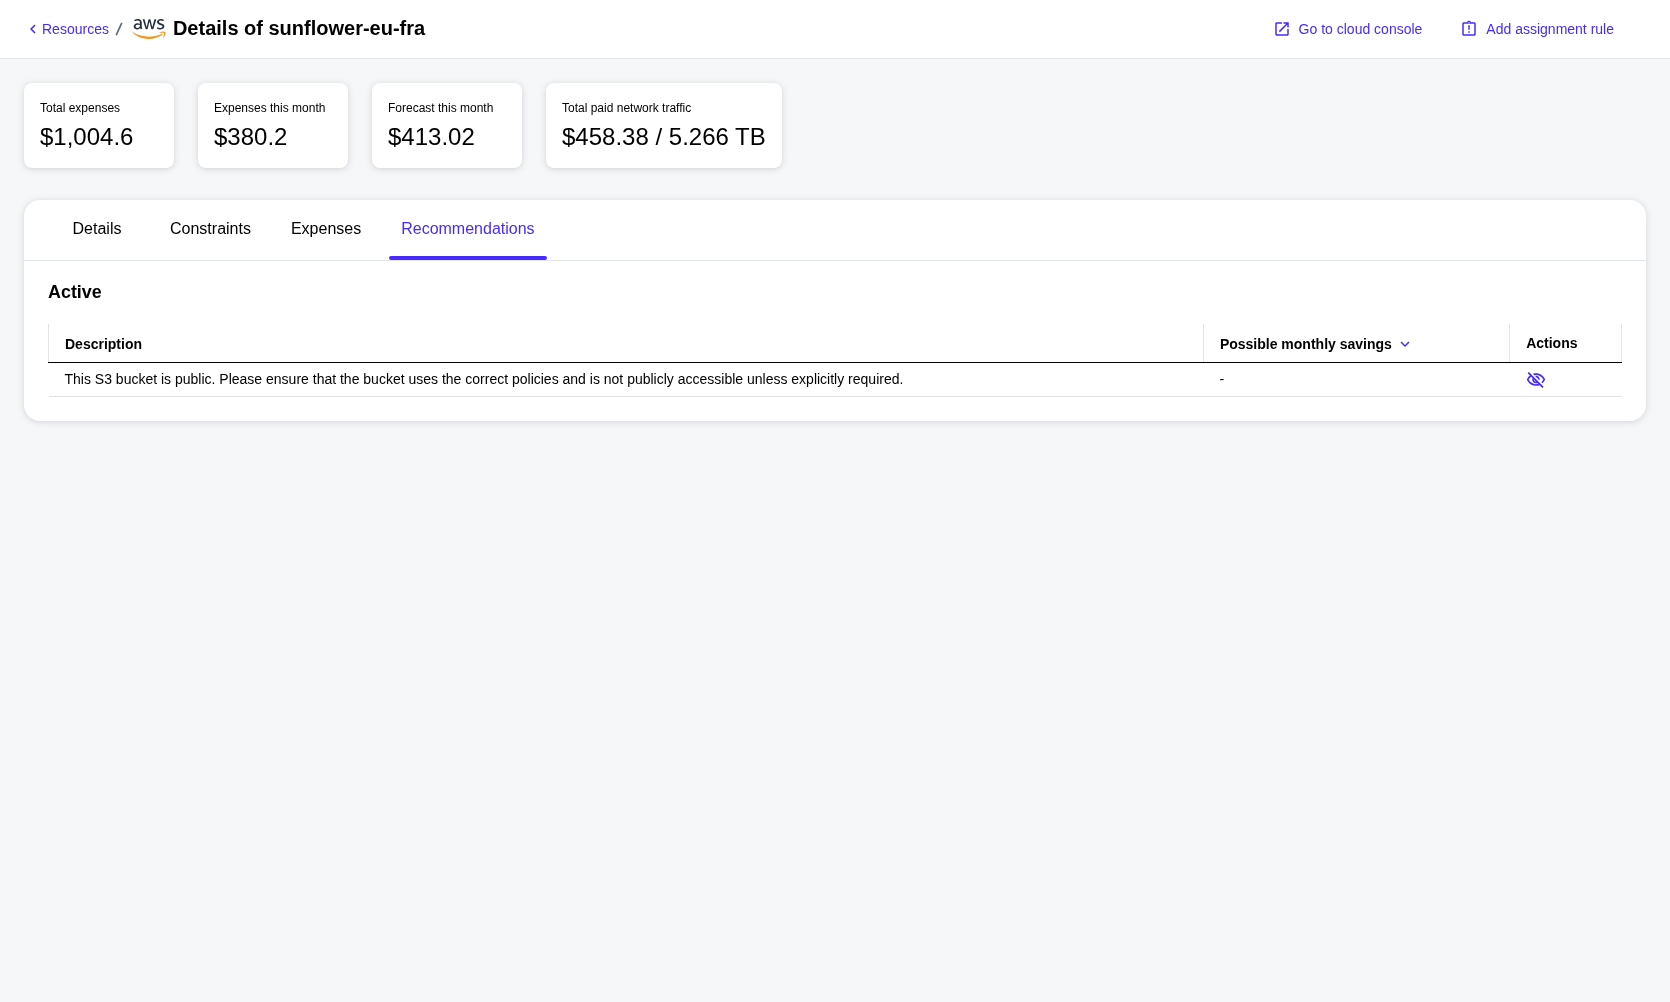 Resources / aws Details of sunflower-eu-fra
Go to cloud console
Add assignment rule
Total expenses
$1,004.6
Expenses this month
$380.2
Forecast this month
$413.02
Total paid network traffic
$458.38 / 5.266 TB
Details
Constraints
Expenses
Recommendations
Active
Description
Possible monthly savings
Actions
This S3 bucket is public. Please ensure that the bucket uses the correct policies and is not publicly accessible unless explicitly required.
-